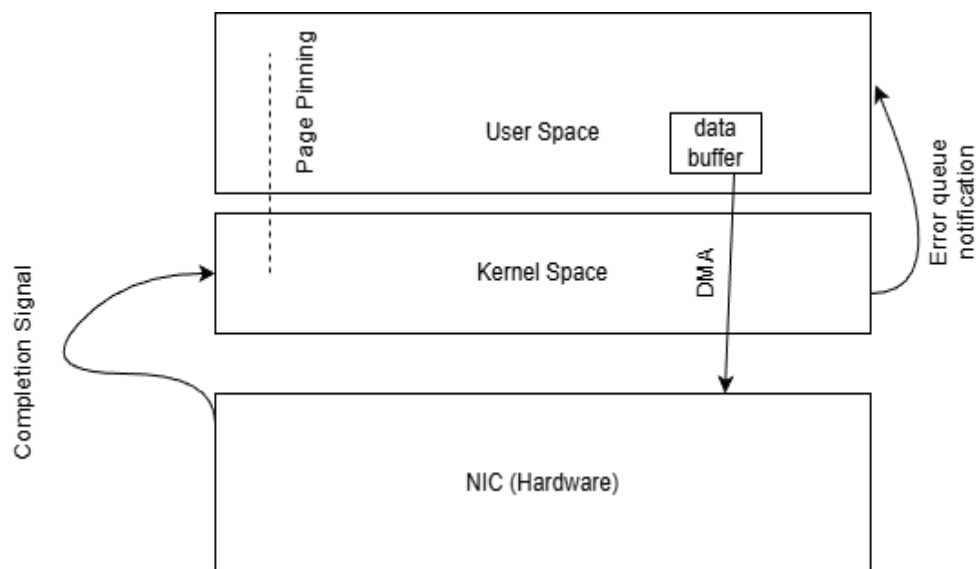 Page Pinning
User Space
data
buffer
Error queue
notification
Kernel Space
DMA
Completion Signal
NIC (Hardware)